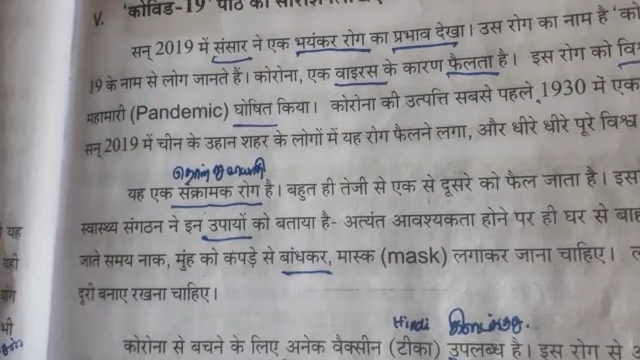 V. 'कोविड-19' पाठ का सारांश
सन् 2019 में संसार ने एक भयंकर रोग का प्रभाव देखा। उस रोग का नाम है 'को
19 के नाम से लोग जानते हैं। कोरोना, एक वाइरस के कारण फैलता है। इस रोग को वि
महामारी (Pandemic) घोषित किया। कोरोना की उत्पत्ति सबसे पहले 1930 में एक
सन् 2019 में चीन के उहान शहर के लोगों में यह रोग फैलने लगा, और धीरे धीरे पूरे विश्व
यह एक संक्रामक रोग है। बहुत ही तेजी से एक से दूसरे को फैल जाता है। इस
स्वास्थ्य संगठन ने इन उपायों को बताया है- अत्यंत आवश्यकता होने पर ही घर से बाह
जाते समय नाक, मुंह को कपड़े से बांधकर, मास्क (mask) लगाकर जाना चाहिए।
दूरी बनाए रखना चाहिए।
Hindi
कोरोना से बचने के लिए अनेक वैक्सीन (टीका) उपलब्ध है। इस रोग से
यह
भी